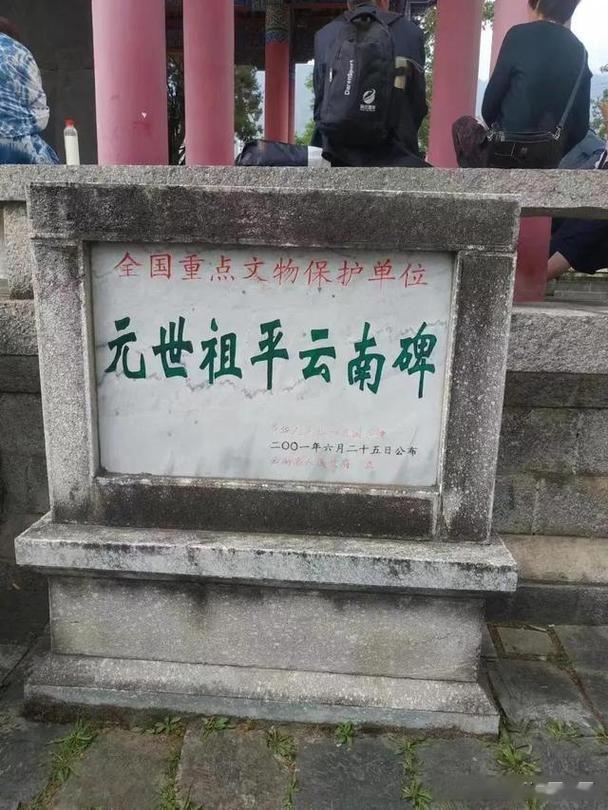 全国重点文物保护单位
元世祖平云南碑
二〇〇一年六月二十五日公布